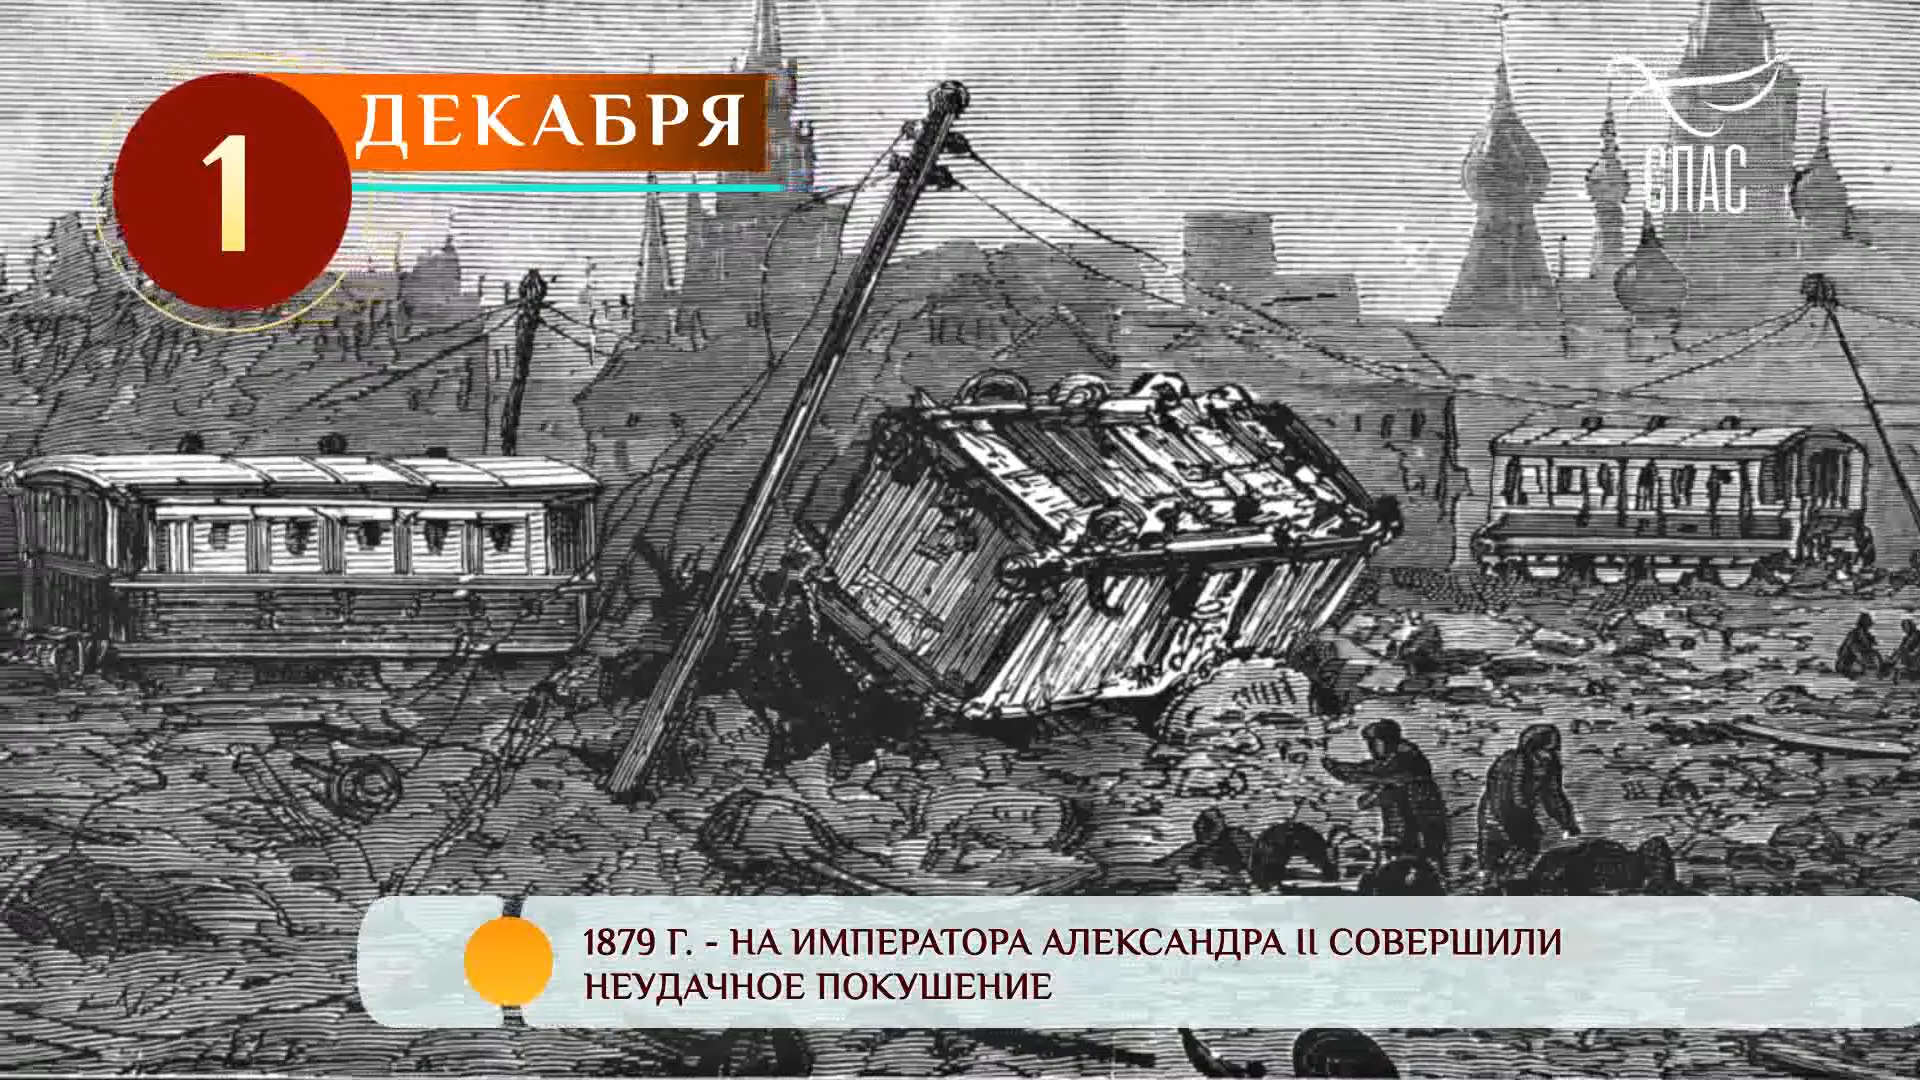 1
ДЕКАБРЯ
СПАС
1879 Г. - НА ИМПЕРАТОРА АЛЕКСАНДРА II СОВЕРШИЛИ
НЕУДАЧНОЕ ПОКУШЕНИЕ